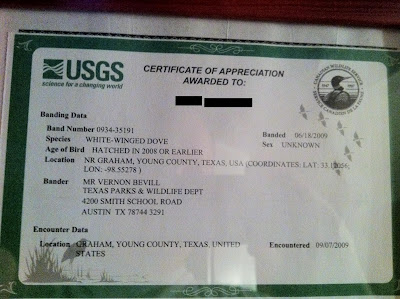 USGS
science for a changing world
CERTIFICATE OF APPRECIATION
AWARDED TO:
Banding Data
Band Number 0934-35191
Banded 06/18/2009
Species WHITE-WINGED DOVE
Sex UNKNOWN
Age of Bird HATCHED IN 2008 OR EARLIER
Location NR GRAHAM, YOUNG COUNTY, TEXAS, USA (COORDINATES: LAT: 33.12056;
LON: -98.55278 )
Bander MR VERNON BEVILL
TEXAS PARKS & WILDLIFE DEPT
4200 SMITH SCHOOL ROAD
AUSTIN TX 78744 3291
Encounter Data
Location GRAHAM, YOUNG COUNTY, TEXAS, UNITED
STATES
Encountered 09/07/2009